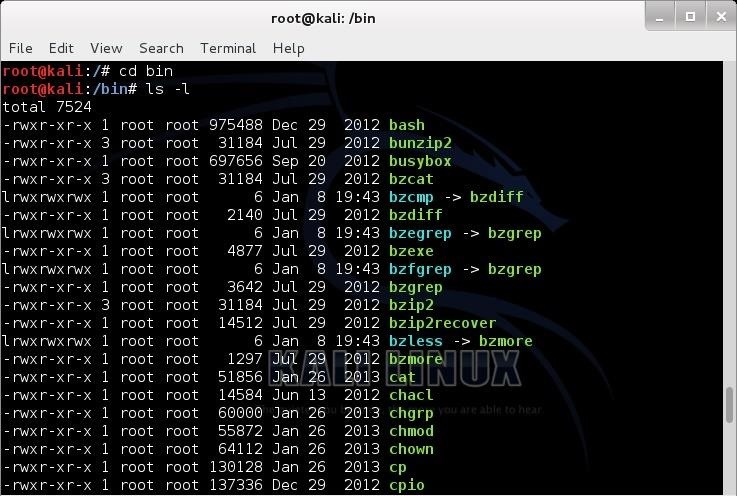 root@kali: /bin
File Edit View Search Terminal Help
root@kali:/# cd bin
root@kali:/bin# ls -l
total 7524
-rwxr-xr-x 1 root root 975488 Dec 29  2012 bash
-rwxr-xr-x 3 root root  31184 Jul 29  2012 bunzip2
-rwxr-xr-x 1 root root 697656 Sep 20  2012 busybox
-rwxr-xr-x 3 root root  31184 Jul 29  2012 bzcat
lrwxrwxrwx 1 root root      6 Jan  8 19:43 bzcmp -> bzdiff
-rwxr-xr-x 1 root root   2140 Jul 29  2012 bzdiff
lrwxrwxrwx 1 root root      6 Jan  8 19:43 bzegrep -> bzgrep
-rwxr-xr-x 1 root root   4877 Jul 29  2012 bzexe
lrwxrwxrwx 1 root root      6 Jan  8 19:43 bzfgrep -> bzgrep
-rwxr-xr-x 1 root root   3642 Jul 29  2012 bzgrep
-rwxr-xr-x 3 root root  31184 Jul 29  2012 bzip2
-rwxr-xr-x 1 root root  14512 Jul 29  2012 bzip2recover
lrwxrwxrwx 1 root root      6 Jan  8 19:43 bzless -> bzmore
-rwxr-xr-x 1 root root   1297 Jul 29  2012 bzmore
-rwxr-xr-x 1 root root  51856 Jan 26  2013 cat
-rwxr-xr-x 1 root root  14584 Jun 13  2012 chacl
-rwxr-xr-x 1 root root  60000 Jan 26  2013 chgrp
-rwxr-xr-x 1 root root  55872 Jan 26  2013 chmod
-rwxr-xr-x 1 root root  64112 Jan 26  2013 chown
-rwxr-xr-x 1 root root 130128 Jan 26  2013 cp
-rwxr-xr-x 1 root root 137336 Dec 29  2012 cpio
KALI LINUX
you are able to hear